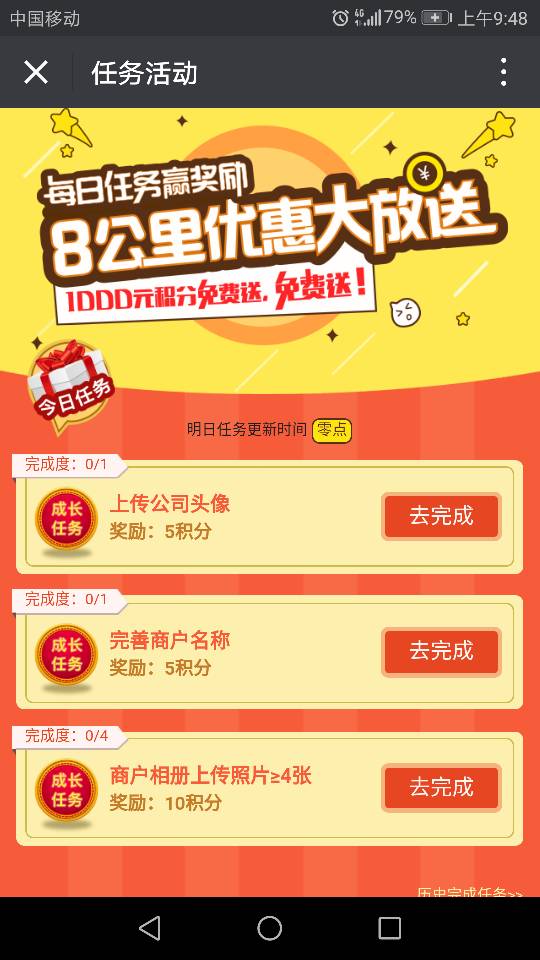 中国移动 4G 79% 上午9:48
任务活动
每日任务赢奖励
8公里优惠大放送
1000元积分免费送,免费送!
今日任务
明日任务更新时间 零点
完成度：0/1
成长任务
上传公司头像
奖励：5积分
去完成
完成度：0/1
成长任务
完善商户名称
奖励：5积分
去完成
完成度：0/4
成长任务
商户相册上传照片≥4张
奖励：10积分
去完成
历史完成任务>>